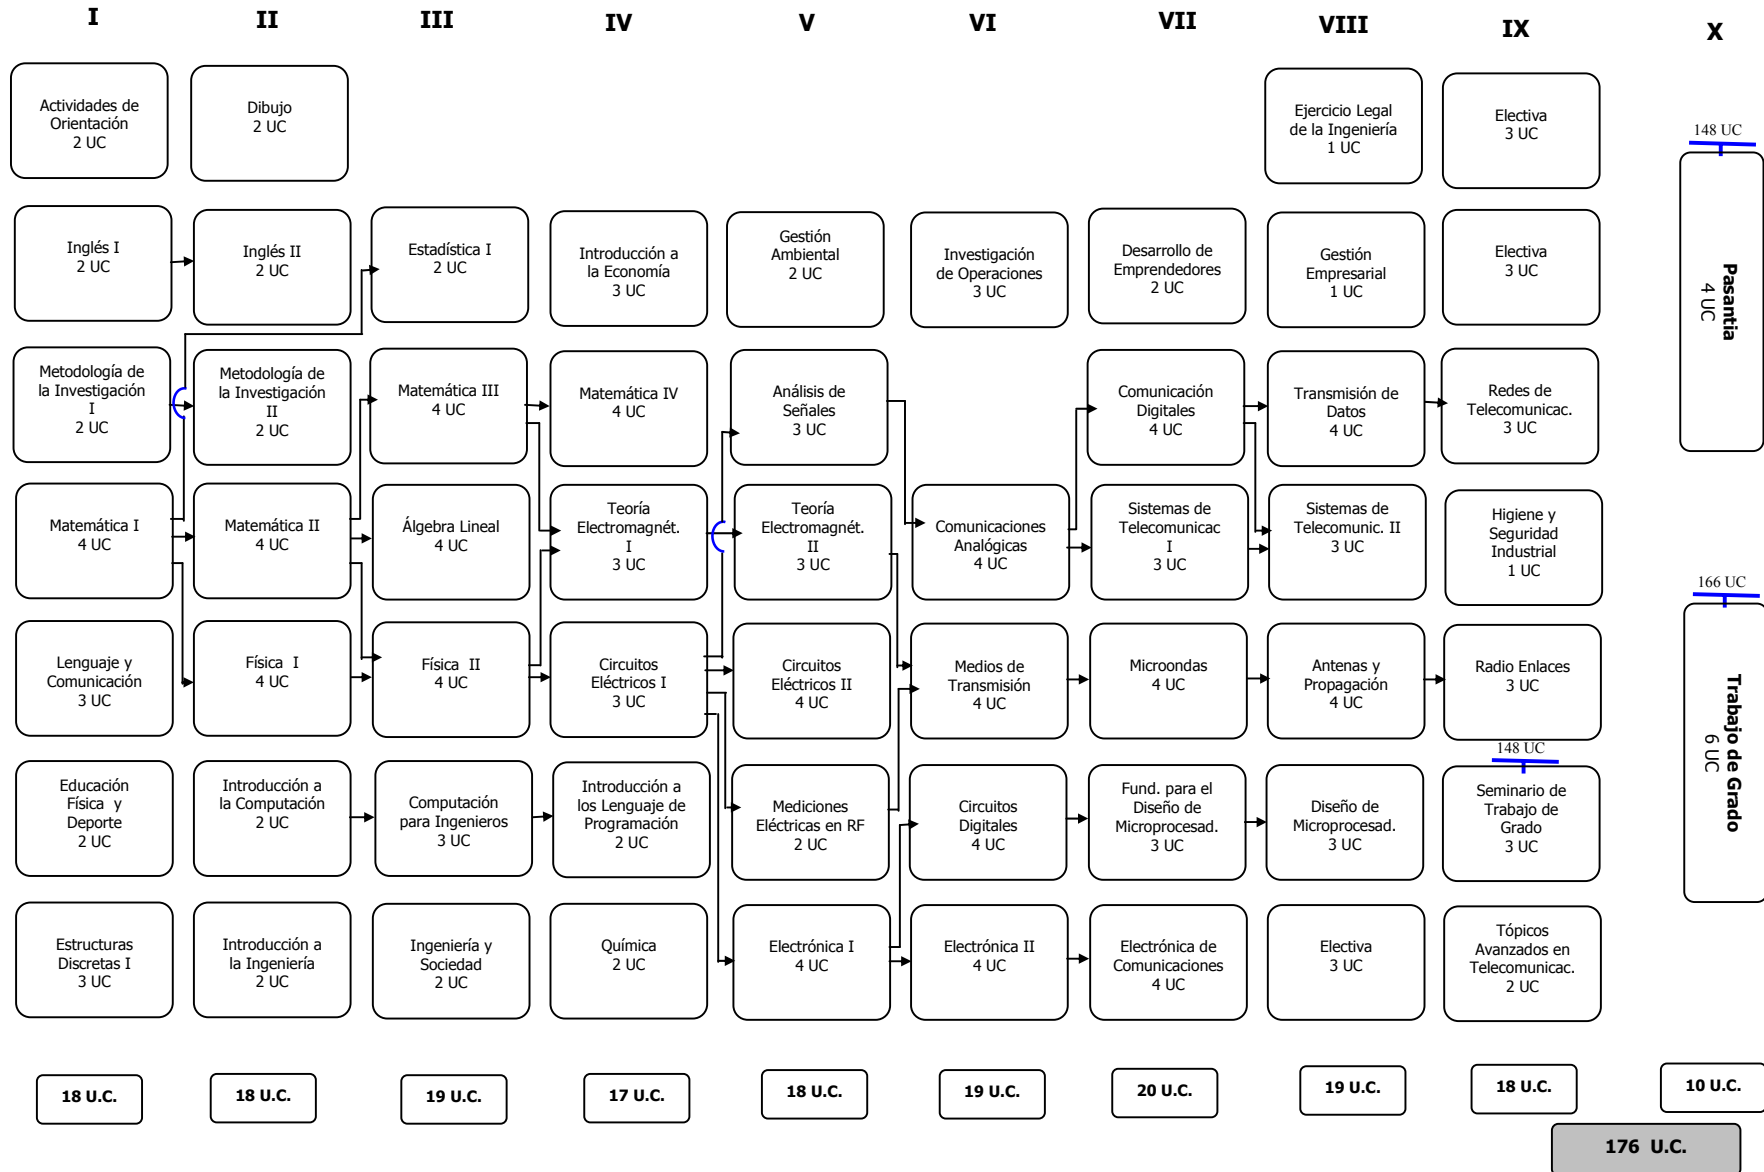 I II III IV V VI VII VIII IX X
Actividades de
Orientación
2 UC
Dibujo
2 UC
Ejercicio Legal
de la Ingeniería
1 UC
Electiva
3 UC
148 UC
Inglés I
2 UC
Inglés II
2 UC
Estadística I
2 UC
Introducción a
la Economía
3 UC
Gestión
Ambiental
2 UC
Investigación
de Operaciones
3 UC
Desarrollo de
Emprendedores
2 UC
Gestión
Empresarial
1 UC
Electiva
3 UC
Pasantia
4 UC
Metodología de
la Investigación
I
2 UC
Metodología de
la Investigación
II
2 UC
Matemática III
4 UC
Matemática IV
4 UC
Análisis de
Señales
3 UC
Comunicación
Digitales
4 UC
Transmisión de
Datos
4 UC
Redes de
Telecomunicac.
3 UC
Matemática I
4 UC
Matemática II
4 UC
Álgebra Lineal
4 UC
Teoría
Electromagnét.
I
3 UC
Teoría
Electromagnét.
II
3 UC
Comunicaciones
Analógicas
4 UC
Sistemas de
Telecomunicac
I
3 UC
Sistemas de
Telecomunic. II
3 UC
Higiene y
Seguridad
Industrial
1 UC
166 UC
Lenguaje y
Comunicación
3 UC
Física I
4 UC
Física II
4 UC
Circuitos
Eléctricos I
3 UC
Circuitos
Eléctricos II
4 UC
Medios de
Transmisión
4 UC
Microondas
4 UC
Antenas y
Propagación
4 UC
Radio Enlaces
3 UC
Trabajo de Grado
6 UC
148 UC
Educación
Física y
Deporte
2 UC
Introducción a
la Computación
2 UC
Computación
para Ingenieros
3 UC
Introducción a
los Lenguaje de
Programación
2 UC
Mediciones
Eléctricas en RF
2 UC
Circuitos
Digitales
4 UC
Fund. para el
Diseño de
Microprocesad.
3 UC
Diseño de
Microprocesad.
3 UC
Seminario de
Trabajo de
Grado
3 UC
Estructuras
Discretas I
3 UC
Introducción a
la Ingeniería
2 UC
Ingeniería y
Sociedad
2 UC
Química
2 UC
Electrónica I
4 UC
Electrónica II
4 UC
Electrónica de
Comunicaciones
4 UC
Electiva
3 UC
Tópicos
Avanzados en
Telecomunicac.
2 UC
18 U.C. 18 U.C. 19 U.C. 17 U.C. 18 U.C. 19 U.C. 20 U.C. 19 U.C. 18 U.C. 10 U.C.
176 U.C.